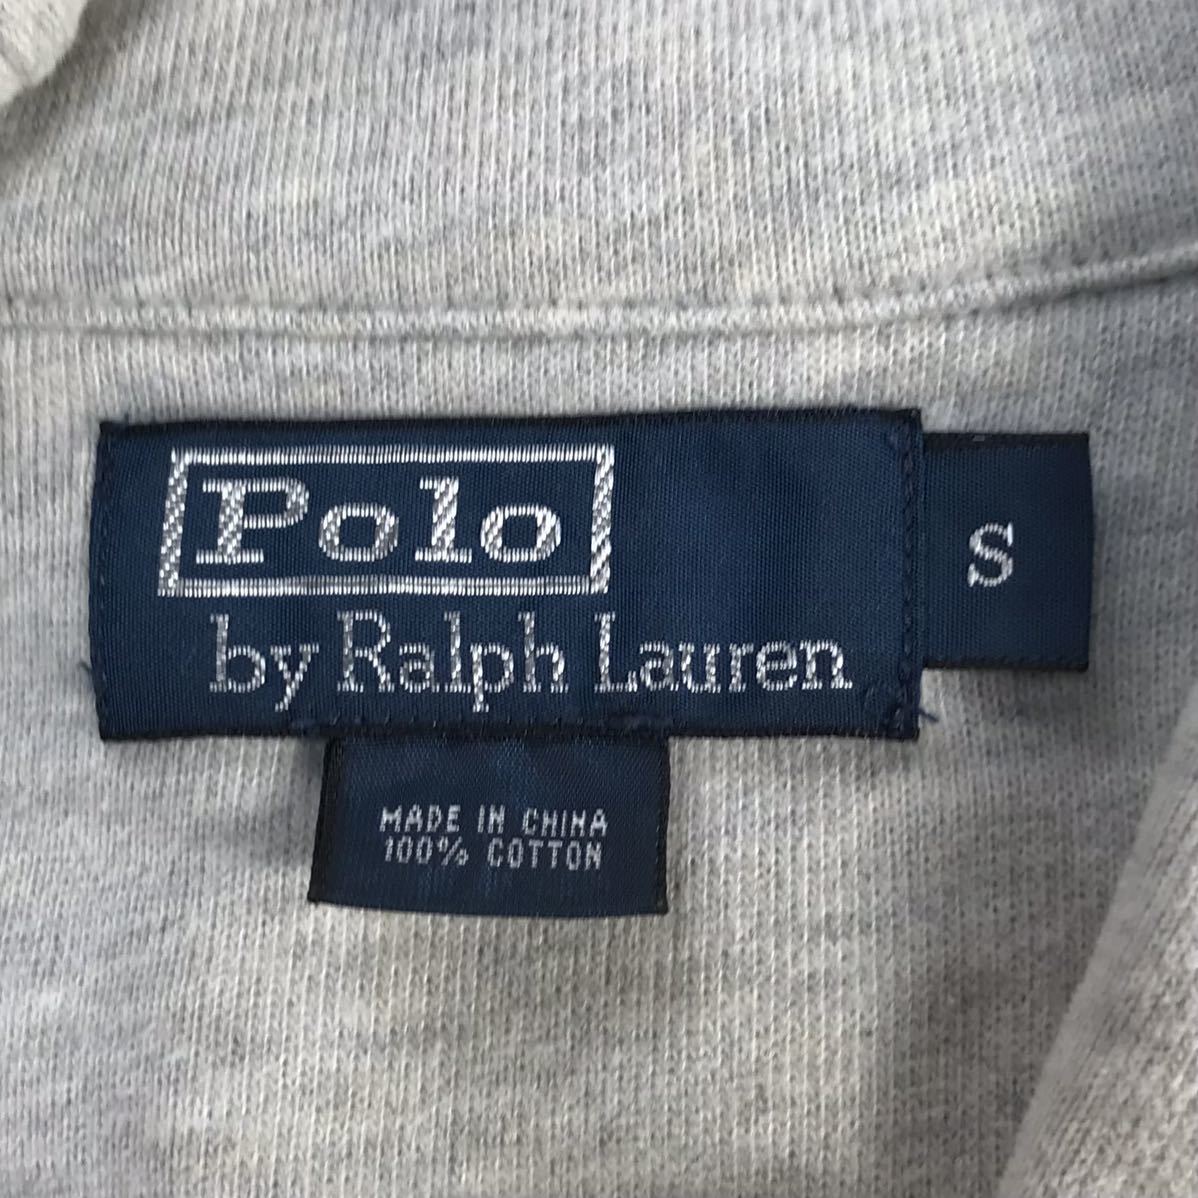 Polo
by Ralph Lauren
S
MADE IN CHINA
100% COTTON